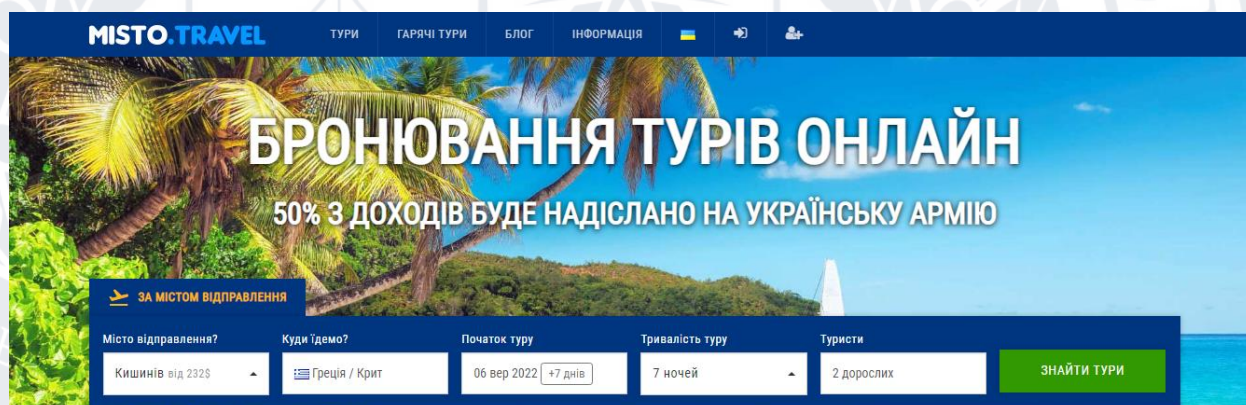 MISTO.TRAVEL ТУРИ ГАРЯЧІ ТУРИ БЛОГ ІНФОРМАЦІЯ
БРОНЮВАННЯ ТУРІВ ОНЛАЙН
50% З ДОХОДІВ БУДЕ НАДІСЛАНО НА УКРАЇНСЬКУ АРМІЮ
ЗА МІСТОМ ВІДПРАВЛЕННЯ
Місто відправлення? Куди їдемо? Початок туру Тривалість туру Туристи
Кишинів від 232$ Греція / Крит 06 вер 2022 +7 днів 7 ночей 2 дорослих ЗНАЙТИ ТУРИ